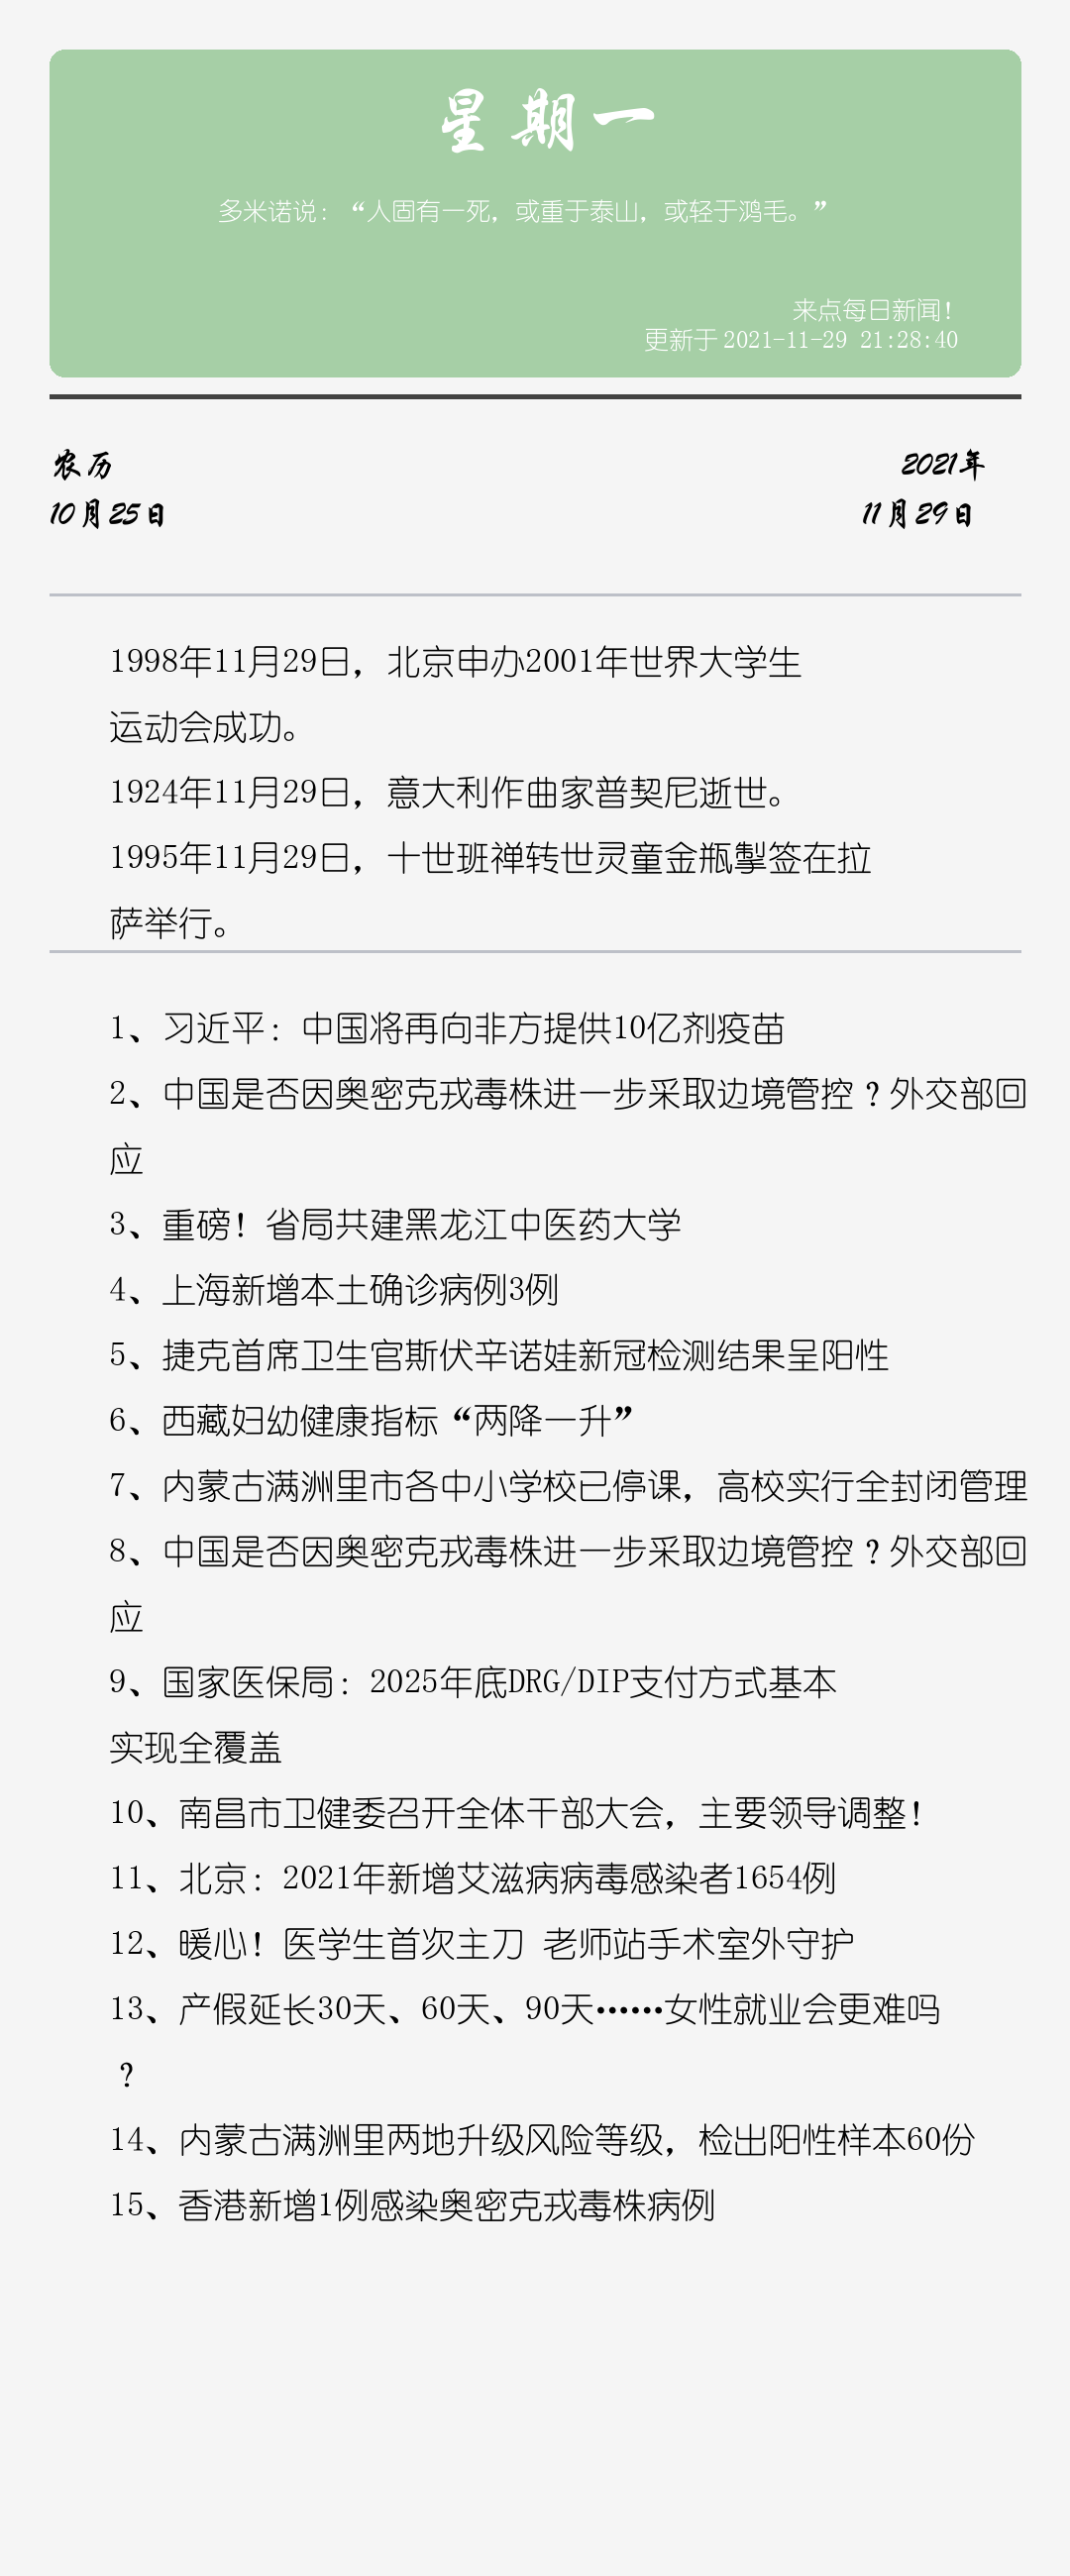 星期一
多米诺说：“人固有一死，或重于泰山，或轻于鸿毛。”
来点每日新闻！
更新于 2021-11-29 21:28:40
农历
2021年
10月25日
11月29日
1998年11月29日，北京申办2001年世界大学生
运动会成功。
1924年11月29日，意大利作曲家普契尼逝世。
1995年11月29日，十世班禅转世灵童金瓶掣签在拉
萨举行。
1、习近平：中国将再向非方提供10亿剂疫苗
2、中国是否因奥密克戎毒株进一步采取边境管控？外交部回
应
3、重磅！省局共建黑龙江中医药大学
4、上海新增本土确诊病例3例
5、捷克首席卫生官斯伏辛诺娃新冠检测结果呈阳性
6、西藏妇幼健康指标“两降一升”
7、内蒙古满洲里市各中小学校已停课，高校实行全封闭管理
8、中国是否因奥密克戎毒株进一步采取边境管控？外交部回
应
9、国家医保局：2025年底DRG/DIP支付方式基本
实现全覆盖
10、南昌市卫健委召开全体干部大会，主要领导调整！
11、北京：2021年新增艾滋病病毒感染者1654例
12、暖心！医学生首次主刀 老师站手术室外守护
13、产假延长30天、60天、90天……女性就业会更难吗
？
14、内蒙古满洲里两地升级风险等级，检出阳性样本60份
15、香港新增1例感染奥密克戎毒株病例